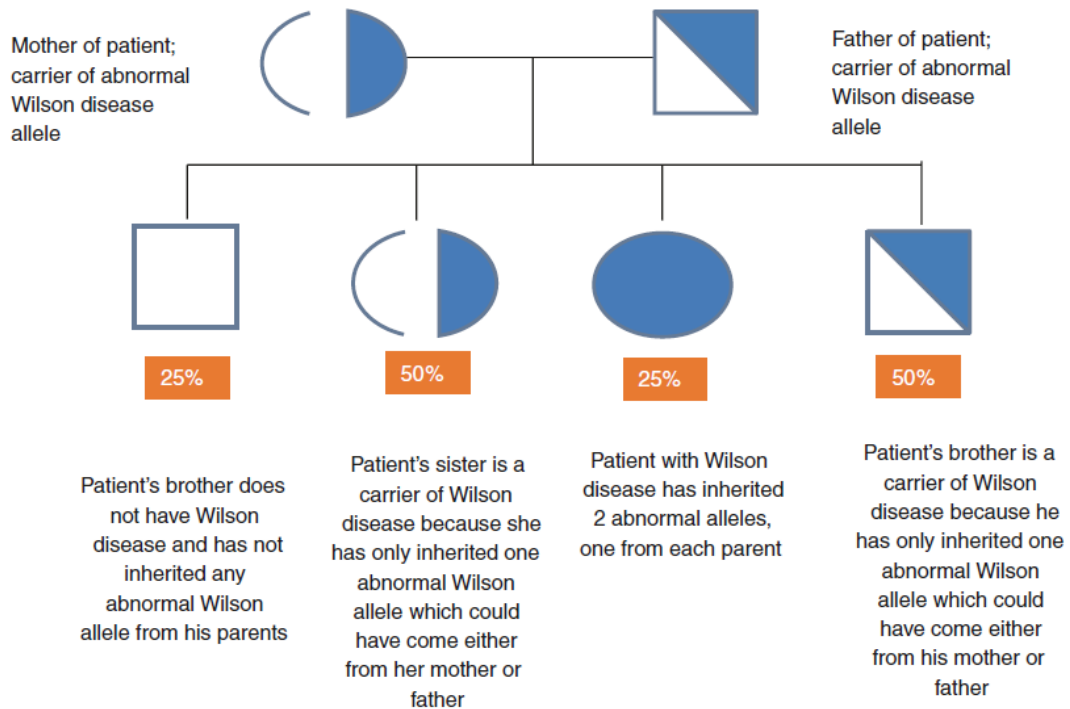 Mother of patient;
carrier of abnormal
Wilson disease
allele
Father of patient;
carrier of abnormal
Wilson disease
allele
25%
50%
25%
50%
Patient's brother does
not have Wilson
disease and has not
inherited any
abnormal Wilson
allele from his parents
Patient's sister is a
carrier of Wilson
disease because she
has only inherited one
abnormal Wilson
allele which could
have come either
from her mother or
father
Patient with Wilson
disease has inherited
2 abnormal alleles,
one from each parent
Patient's brother is a
carrier of Wilson
disease because he
has only inherited one
abnormal Wilson
allele which could
have come either
from his mother or
father